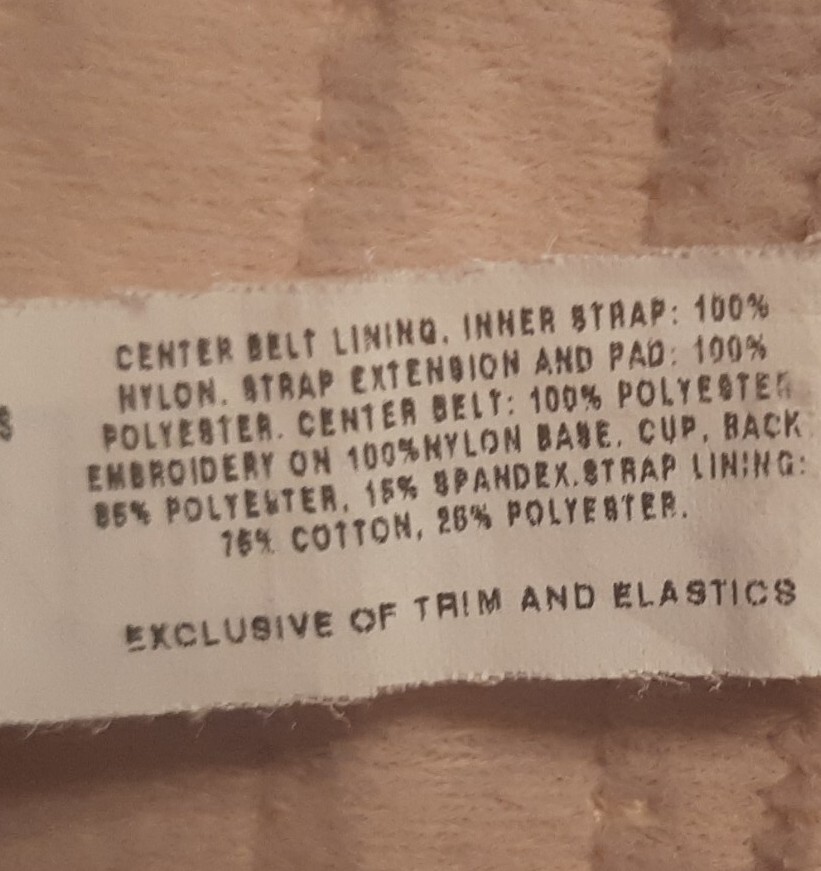 CENTER BELT LINING, INNER STRAP: 100%
NYLON. STRAP EXTENSION AND PAD: 100%
S
POLYESTER. CENTER BELT: 100% POLYESTER
EMBROIDERY ON 100%NYLON BASE. CUP, BACK
85% POLYESTER, 15% SPANDEX.STRAP LINING:
75% COTTON, 25% POLYESTER.
EXCLUSIVE OF TRIM AND ELASTICS